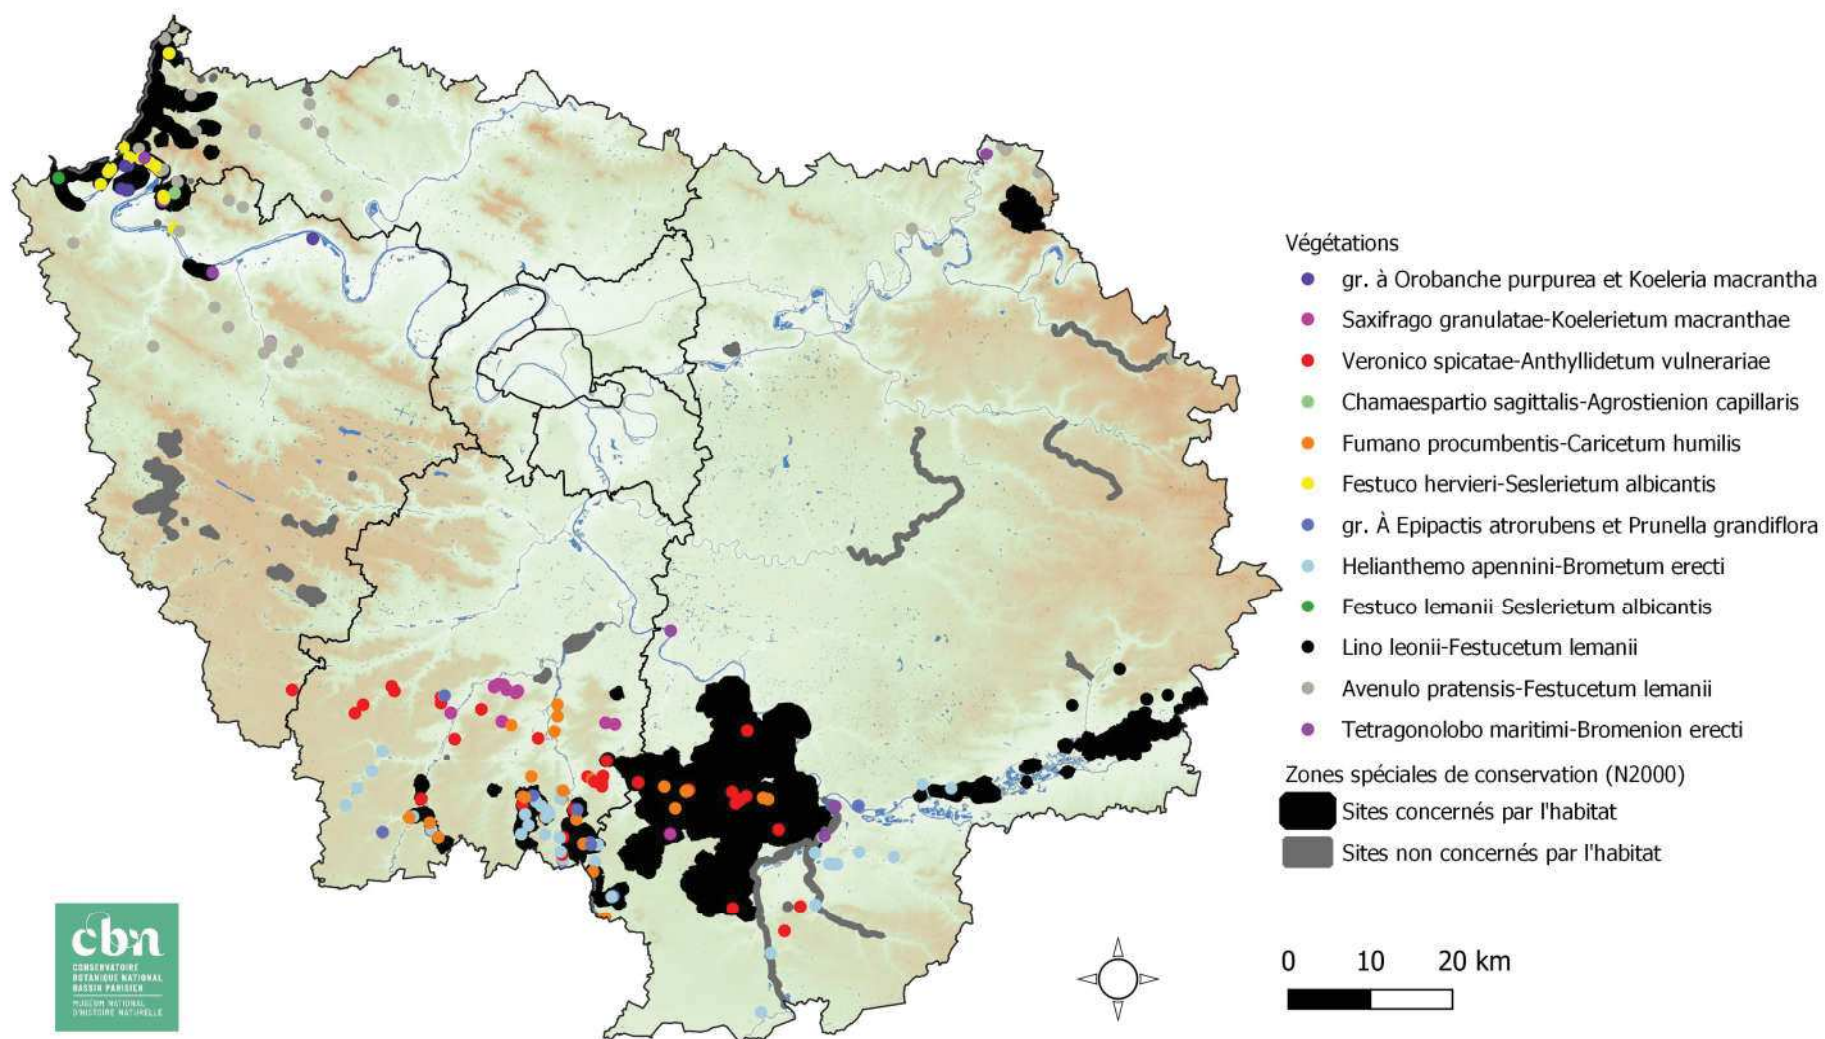 Végétations
gr. à Orobanche purpurea et Koeleria macrantha
Saxifrago granulatae-Koelerietum macranthae
Veronico spicatae-Anthyllidetum vulnerariae
Chamaespartio sagittalis-Agrostienion capillaris
Fumano procumbentis-Caricetum humilis
Festuco hervieri-Seslerietum albicantis
gr. À Epipactis atrorubens et Prunella grandiflora
Helianthemo apennini-Brometum erecti
Festuco lemanii Seslerietum albicantis
Lino leonii-Festucetum lemanii
Avenulo pratensis-Festucetum lemanii
Tetragonolobo maritimi-Bromenion erecti
Zones spéciales de conservation (N2000)
Sites concernés par l'habitat
Sites non concernés par l'habitat
0 10 20 km
cbn
CONSERVATOIRE
BOTANIQUE NATIONAL
BASSIN PARISIEN
MUSEUM NATIONAL
D'HISTOIRE NATURELLE